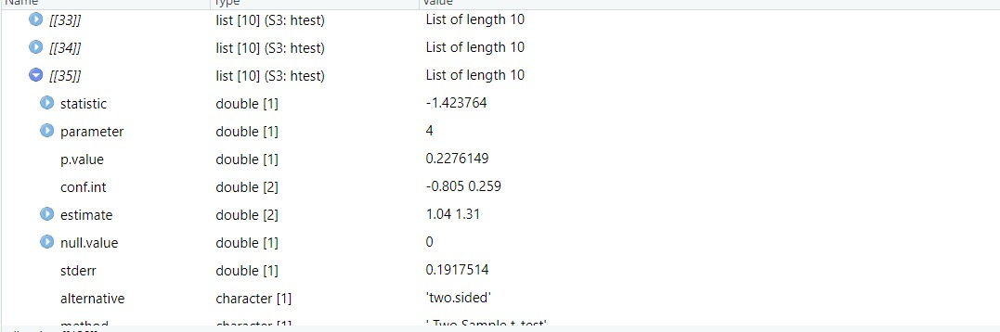 Name Type Value
[[33]] list [10] (S3: htest) List of length 10
[[34]] list [10] (S3: htest) List of length 10
[[35]] list [10] (S3: htest) List of length 10
statistic double [1] -1.423764
parameter double [1] 4
p.value double [1] 0.2276149
conf.int double [2] -0.805 0.259
estimate double [2] 1.04 1.31
null.value double [1] 0
stderr double [1] 0.1917514
alternative character [1] 'two.sided'
method character [1] ' Two Sample t-test'